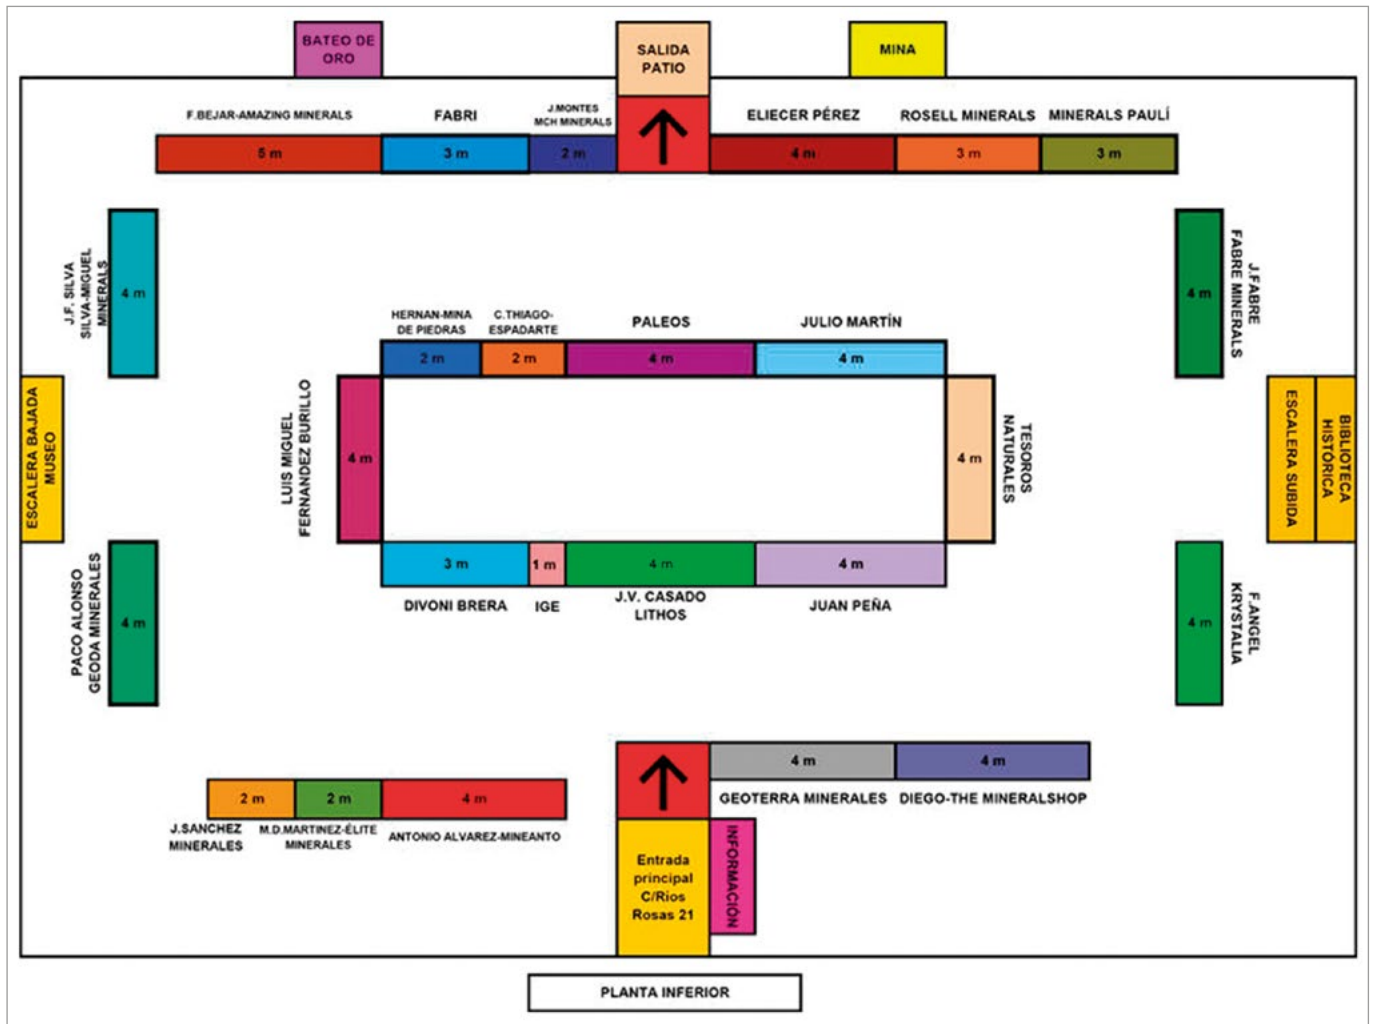 BATEO DE
ORO
SALIDA
PATIO
MINA
F.BEJAR-AMAZING MINERALS
FABRI
J.MONTES
MCH MINERALS
ELIECER PÉREZ
ROSELL MINERALS
MINERALS PAULÍ
5 m
3 m
2 m
4 m
3 m
3 m
J.F. SILVA
SILVA-MIGUEL
MINERALS
4 m
4 m
J.FABRE
FABRE MINERALS
HERNAN-MINA
DE PIEDRAS
C.THIAGO-
ESPADARTE
PALEOS
JULIO MARTÍN
2 m
2 m
4 m
4 m
ESCALERA BAJADA
MUSEO
LUIS MIGUEL
FERNANDEZ BURILLO
4 m
4 m
TESOROS
NATURALES
ESCALERA SUBIDA
BIBLIOTECA
HISTÓRICA
3 m
1 m
4 m
4 m
DIVONI BRERA
IGE
J.V. CASADO
LITHOS
JUAN PEÑA
PACO ALONSO
GEODA MINERALES
4 m
4 m
F.ANGEL
KRYSTALIA
4 m
4 m
GEOTERRA MINERALES
DIEGO-THE MINERALSHOP
2 m
2 m
4 m
J.SANCHEZ
MINERALES
M.D.MARTINEZ-ÉLITE
MINERALES
ANTONIO ALVAREZ-MINEANTO
Entrada
principal
C/Rios
Rosas 21
INFORMACIÓN
PLANTA INFERIOR